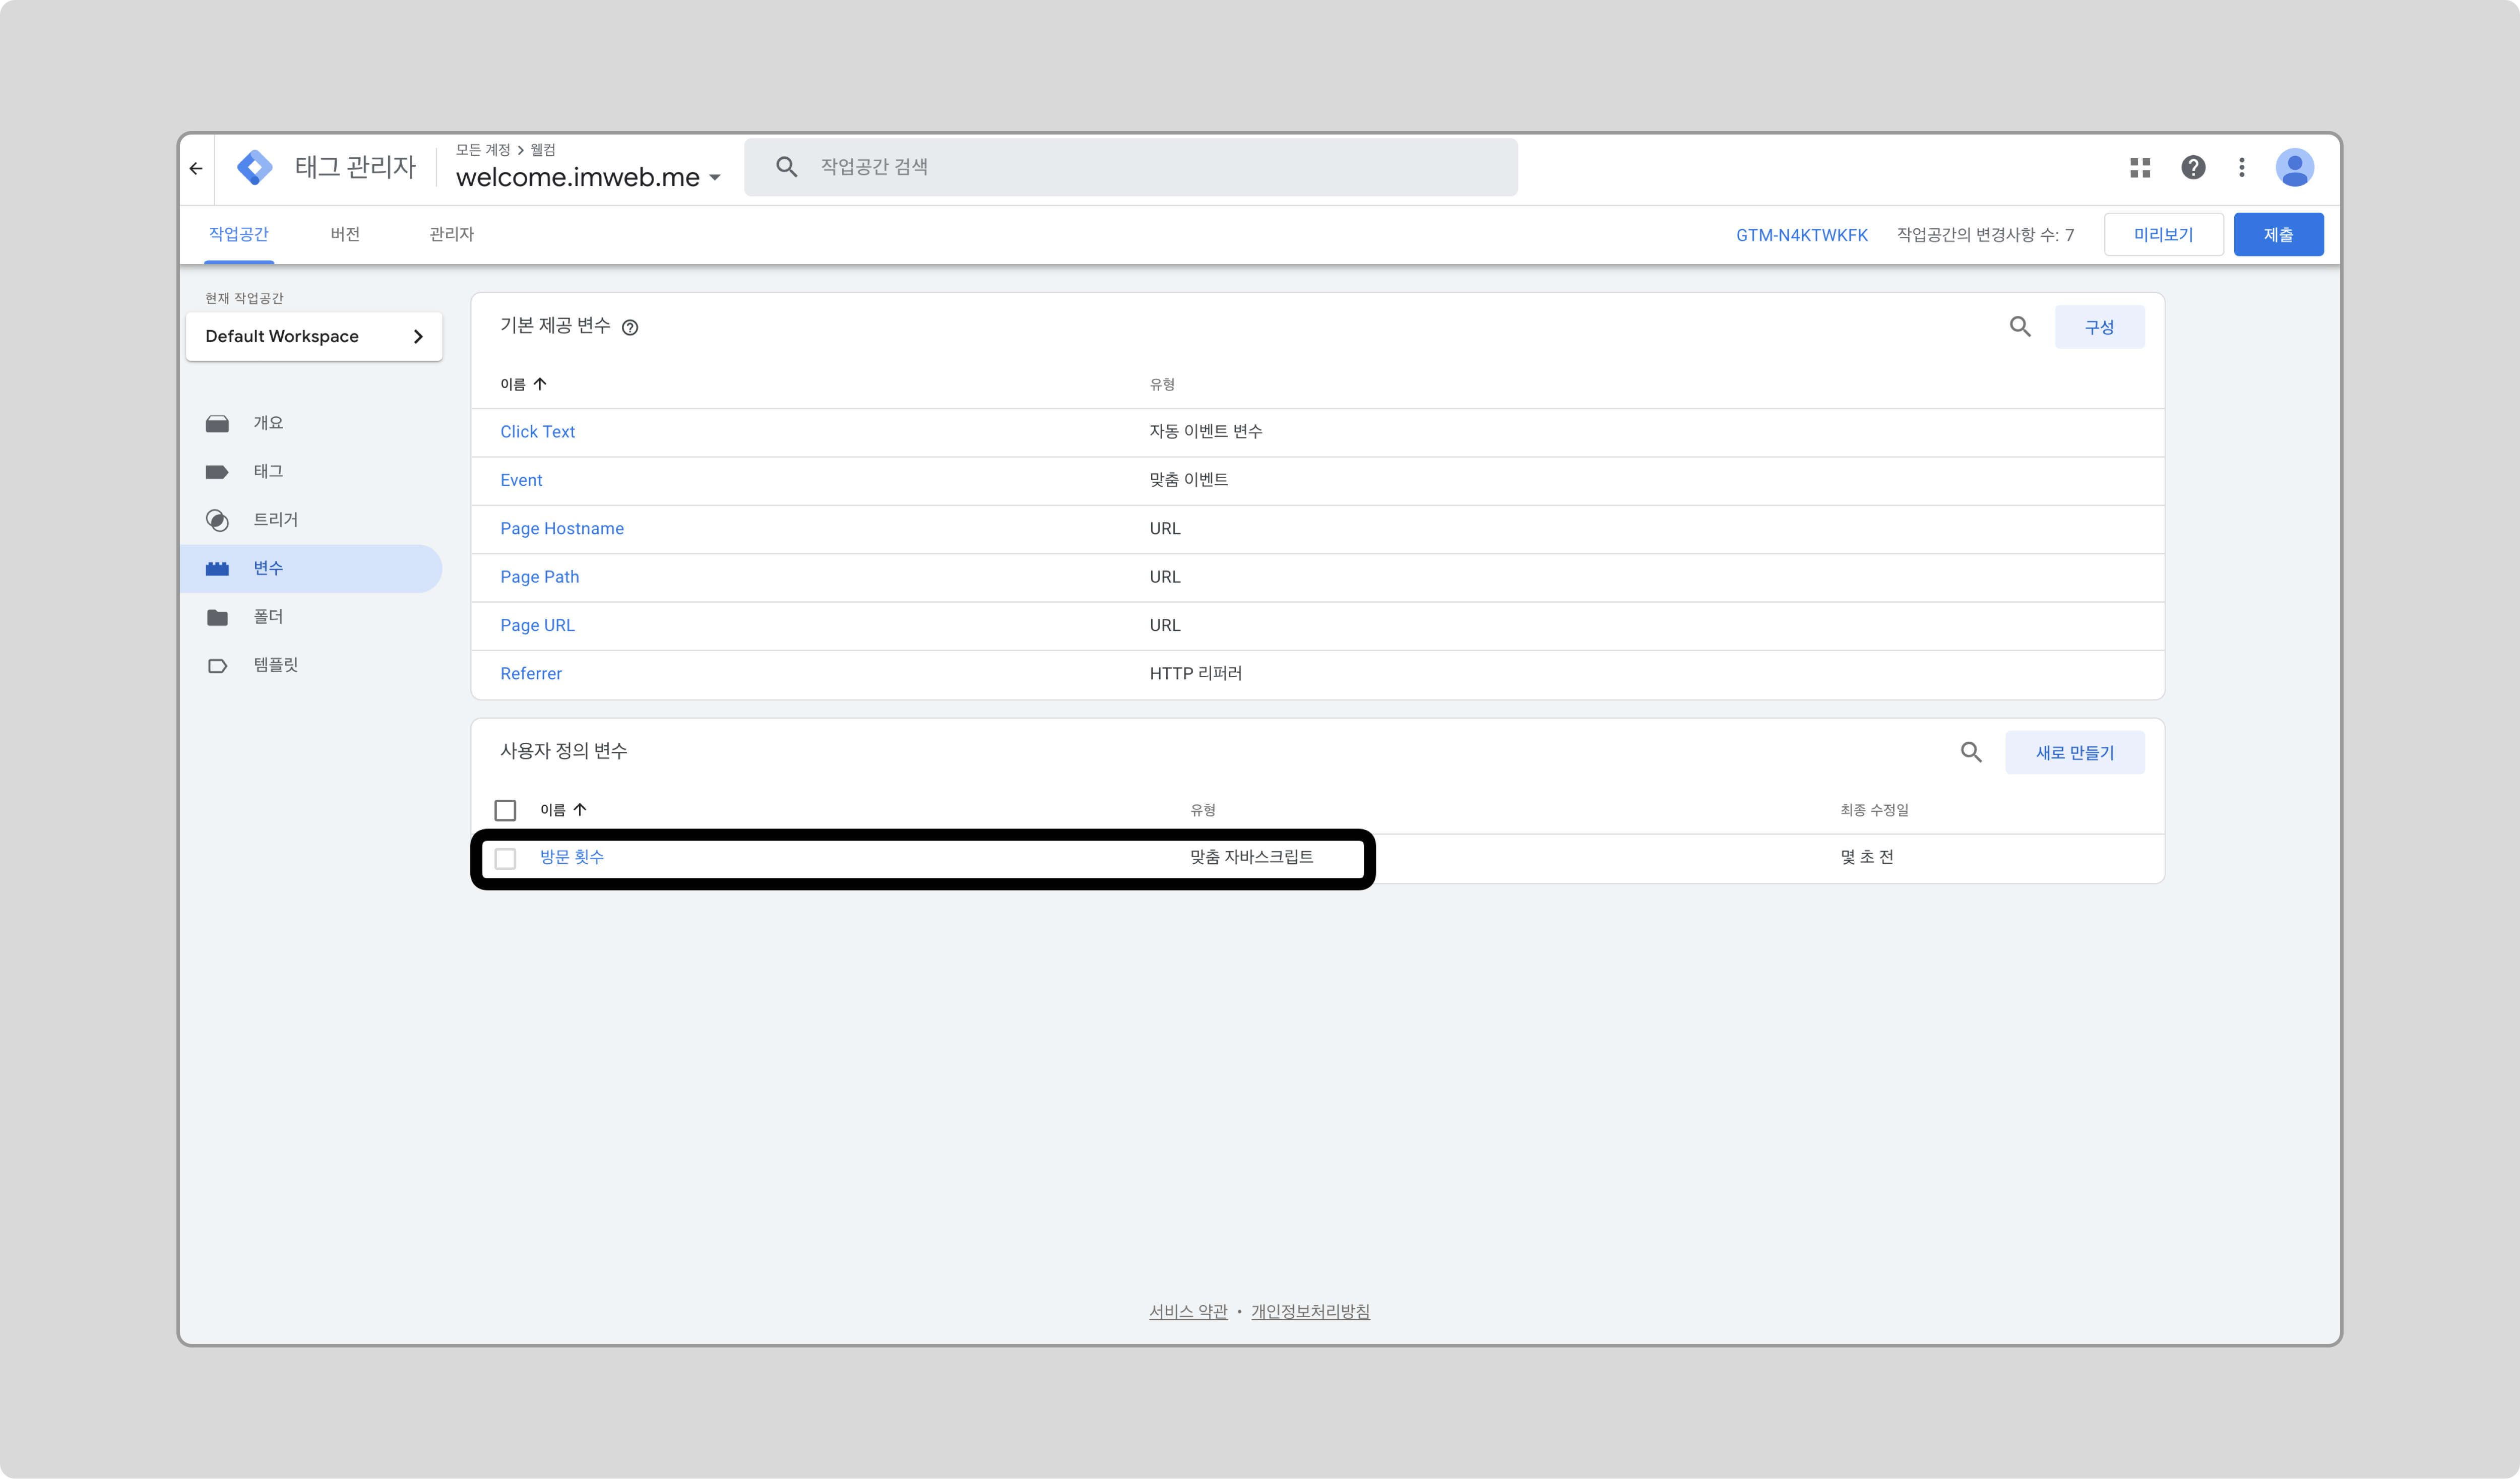 태그 관리자
모든 계정 > 웰컴
welcome.imweb.me
작업공간 검색
작업공간
버전
관리자
GTM-N4KTWKFK
작업공간의 변경사항 수: 7
미리보기
제출
현재 작업공간
Default Workspace
개요
태그
트리거
변수
폴더
템플릿
기본 제공 변수
구성
이름 유형
Click Text 자동 이벤트 변수
Event 맞춤 이벤트
Page Hostname URL
Page Path URL
Page URL URL
Referrer HTTP 리퍼러
사용자 정의 변수
새로 만들기
이름 유형 최종 수정일
방문 횟수 맞춤 자바스크립트 몇 초 전
서비스 약관 • 개인정보처리방침